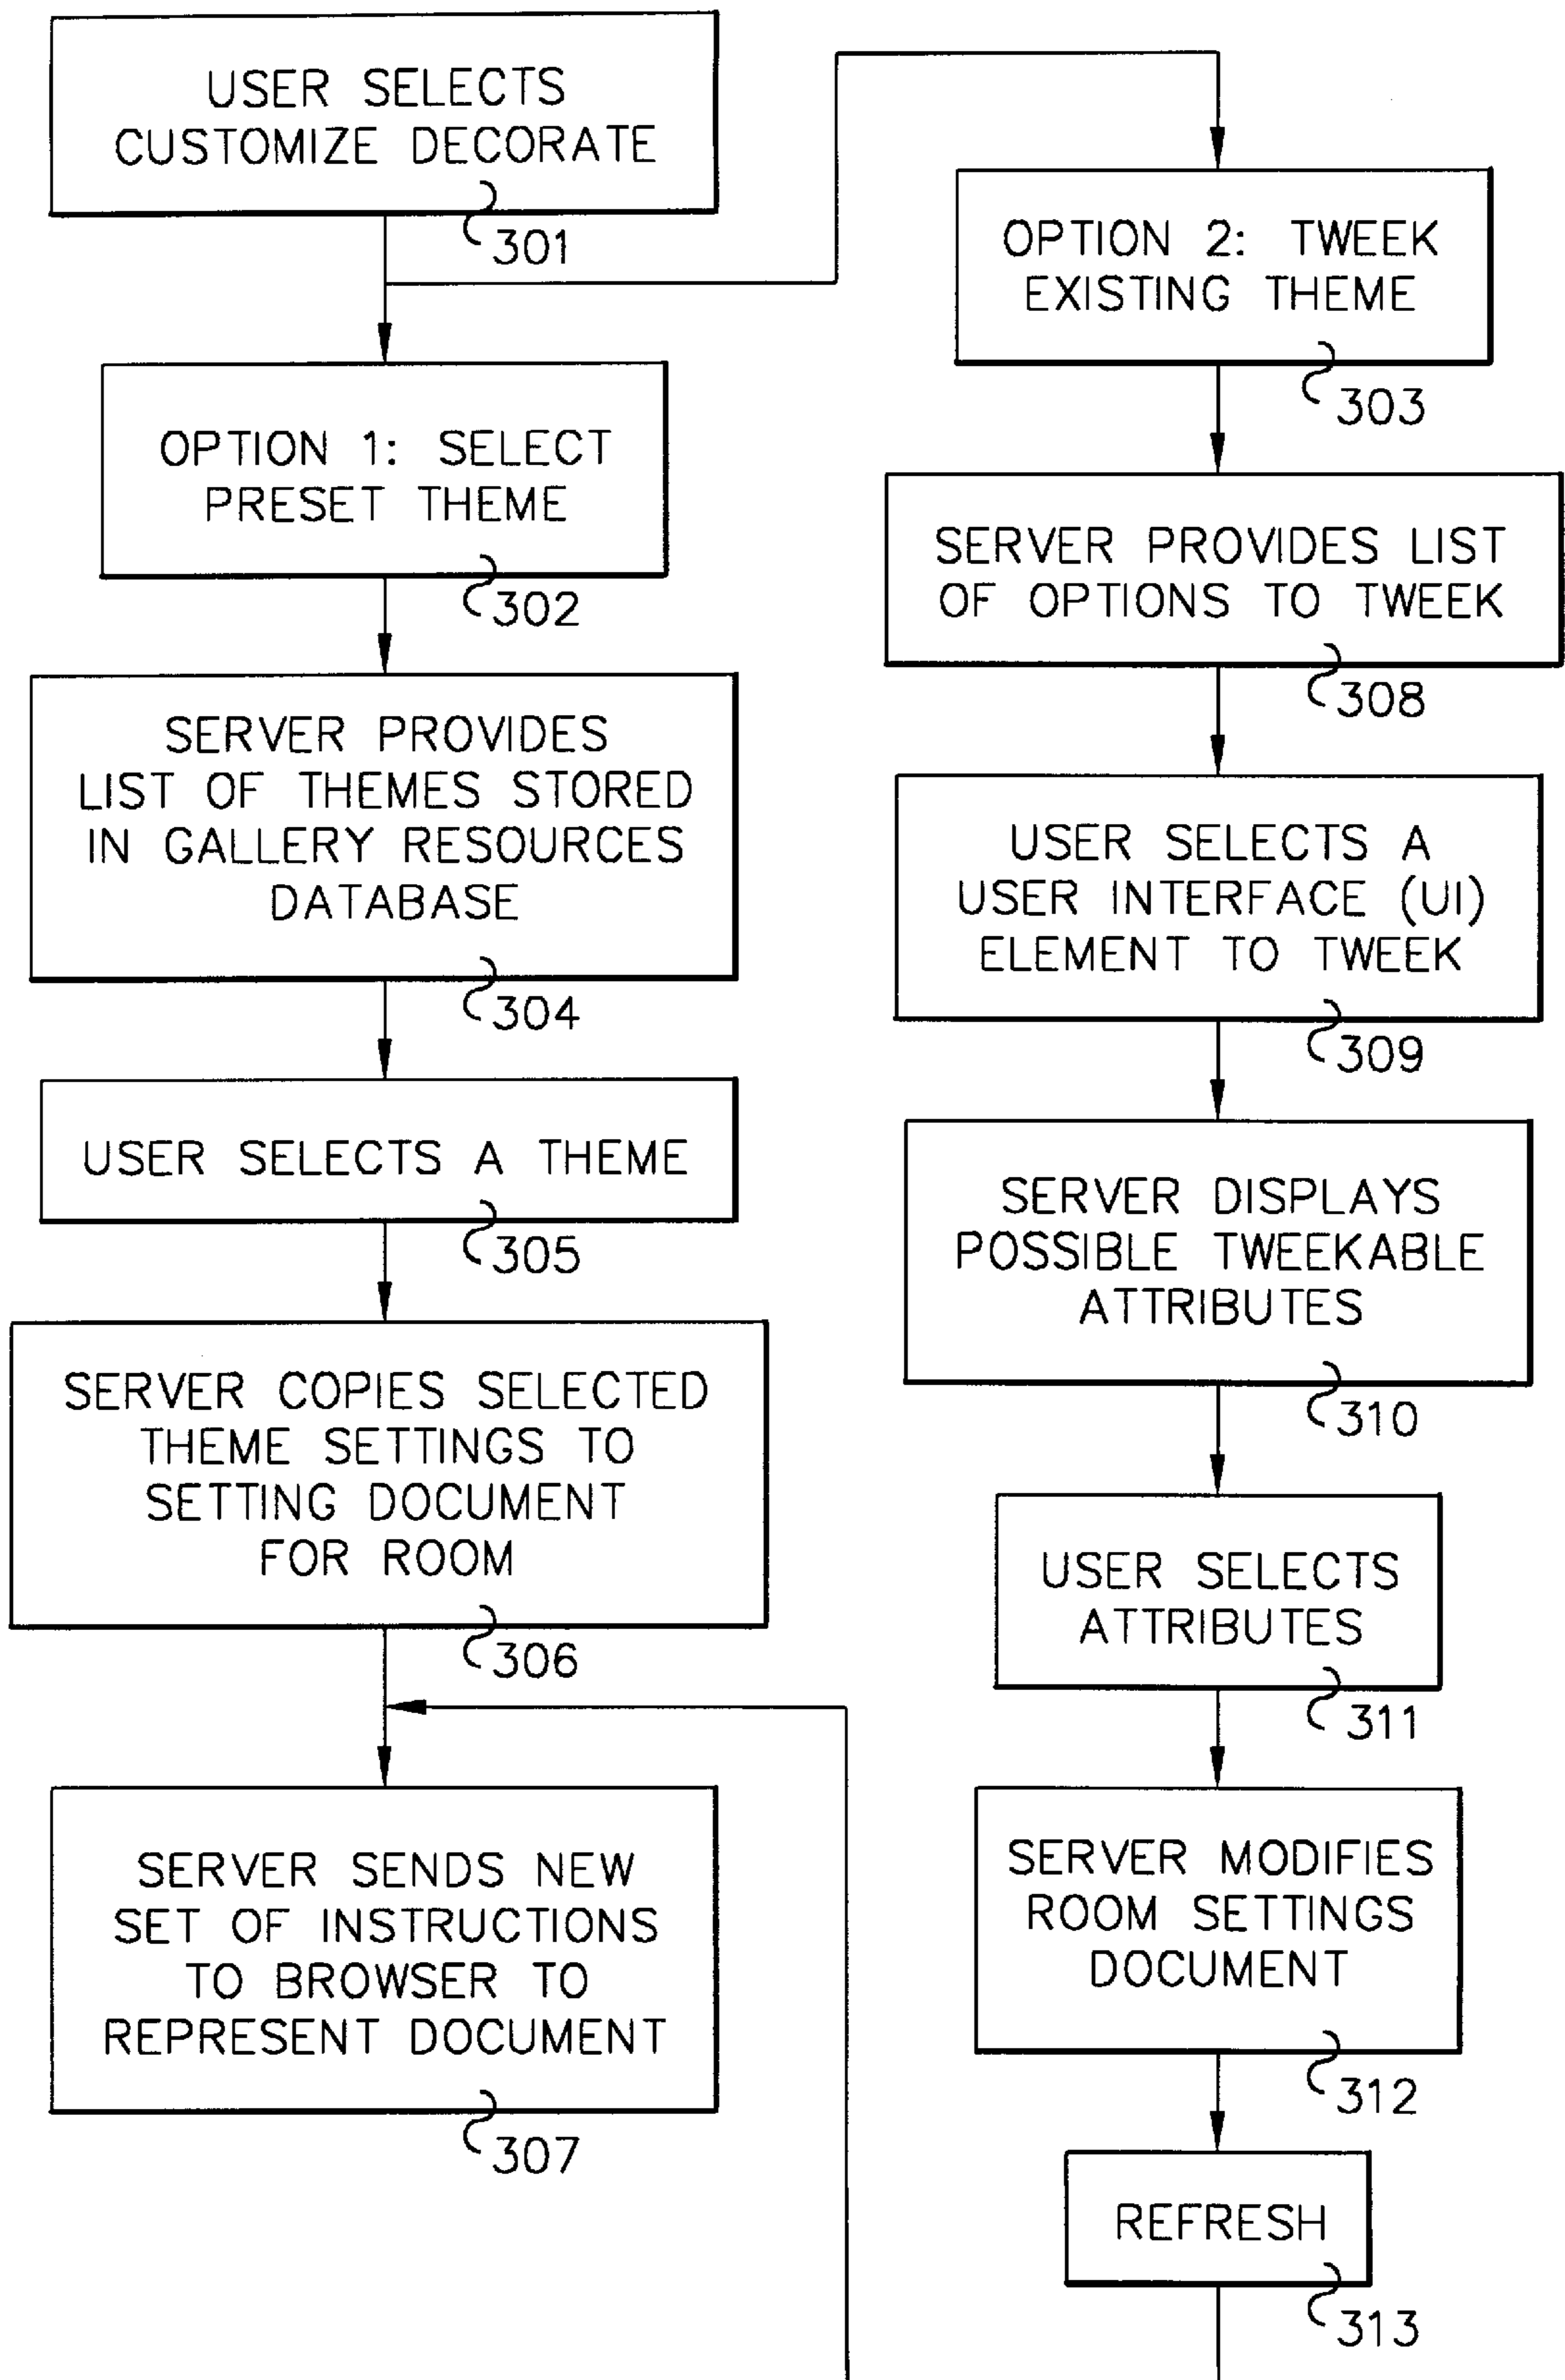 USER SELECTS
CUSTOMIZE DECORATE
301
OPTION 1: SELECT
PRESET THEME
302
SERVER PROVIDES
LIST OF THEMES STORED
IN GALLERY RESOURCES
DATABASE
304
USER SELECTS A THEME
305
SERVER COPIES SELECTED
THEME SETTINGS TO
SETTING DOCUMENT
FOR ROOM
306
SERVER SENDS NEW
SET OF INSTRUCTIONS
TO BROWSER TO
REPRESENT DOCUMENT
307
OPTION 2: TWEEK
EXISTING THEME
303
SERVER PROVIDES LIST
OF OPTIONS TO TWEEK
308
USER SELECTS A
USER INTERFACE (UI)
ELEMENT TO TWEEK
309
SERVER DISPLAYS
POSSIBLE TWEEKABLE
ATTRIBUTES
310
USER SELECTS
ATTRIBUTES
311
SERVER MODIFIES
ROOM SETTINGS
DOCUMENT
312
REFRESH
313